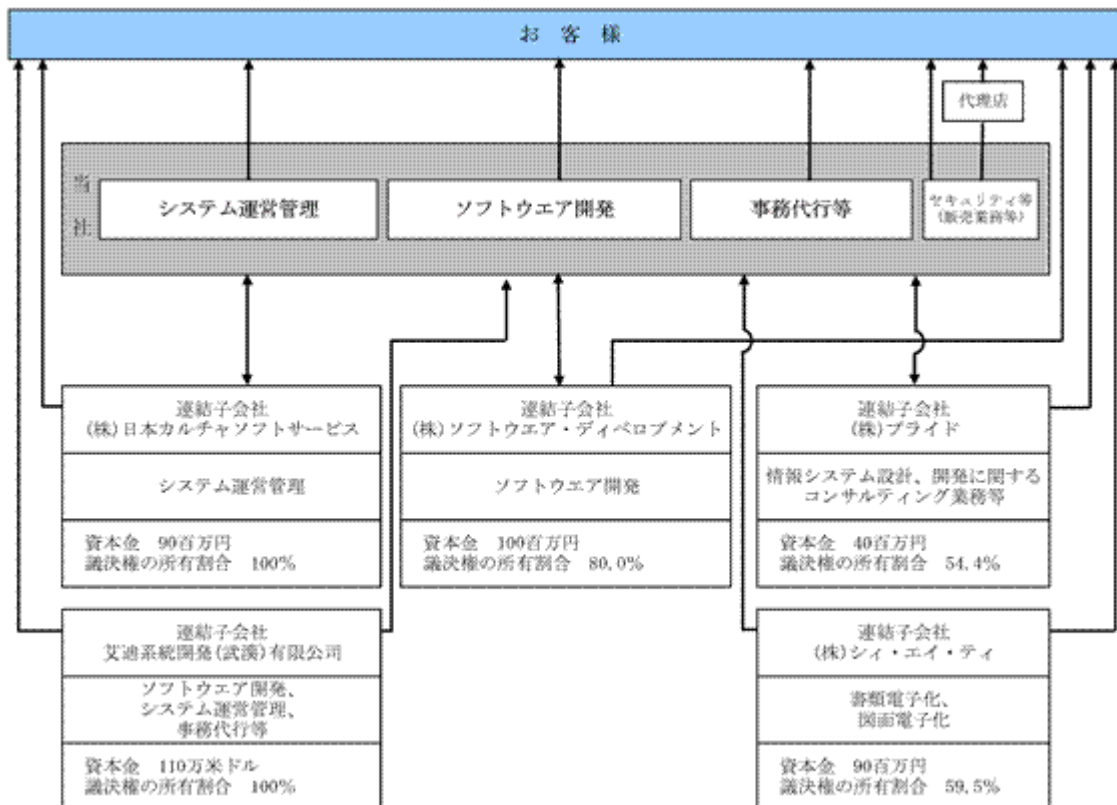 お 客 様
代理店
当
社
システム運営管理
ソフトウエア開発
事務代行等
セキュリティ等
(販売業務等)
連結子会社
(株)日本カルチャソフトサービス
システム運営管理
資本金 90百万円
議決権の所有割合 100%
連結子会社
(株)ソフトウエア・ディベロプメント
ソフトウエア開発
資本金 100百万円
議決権の所有割合 80.0%
連結子会社
(株)プライド
情報システム設計、開発に関する
コンサルティング業務等
資本金 40百万円
議決権の所有割合 54.4%
連結子会社
艾迪系統開発(武漢)有限公司
ソフトウエア開発、
システム運営管理、
事務代行等
資本金 110万米ドル
議決権の所有割合 100%
連結子会社
(株)シィ・エイ・ティ
書類電子化、
図面電子化
資本金 90百万円
議決権の所有割合 59.5%